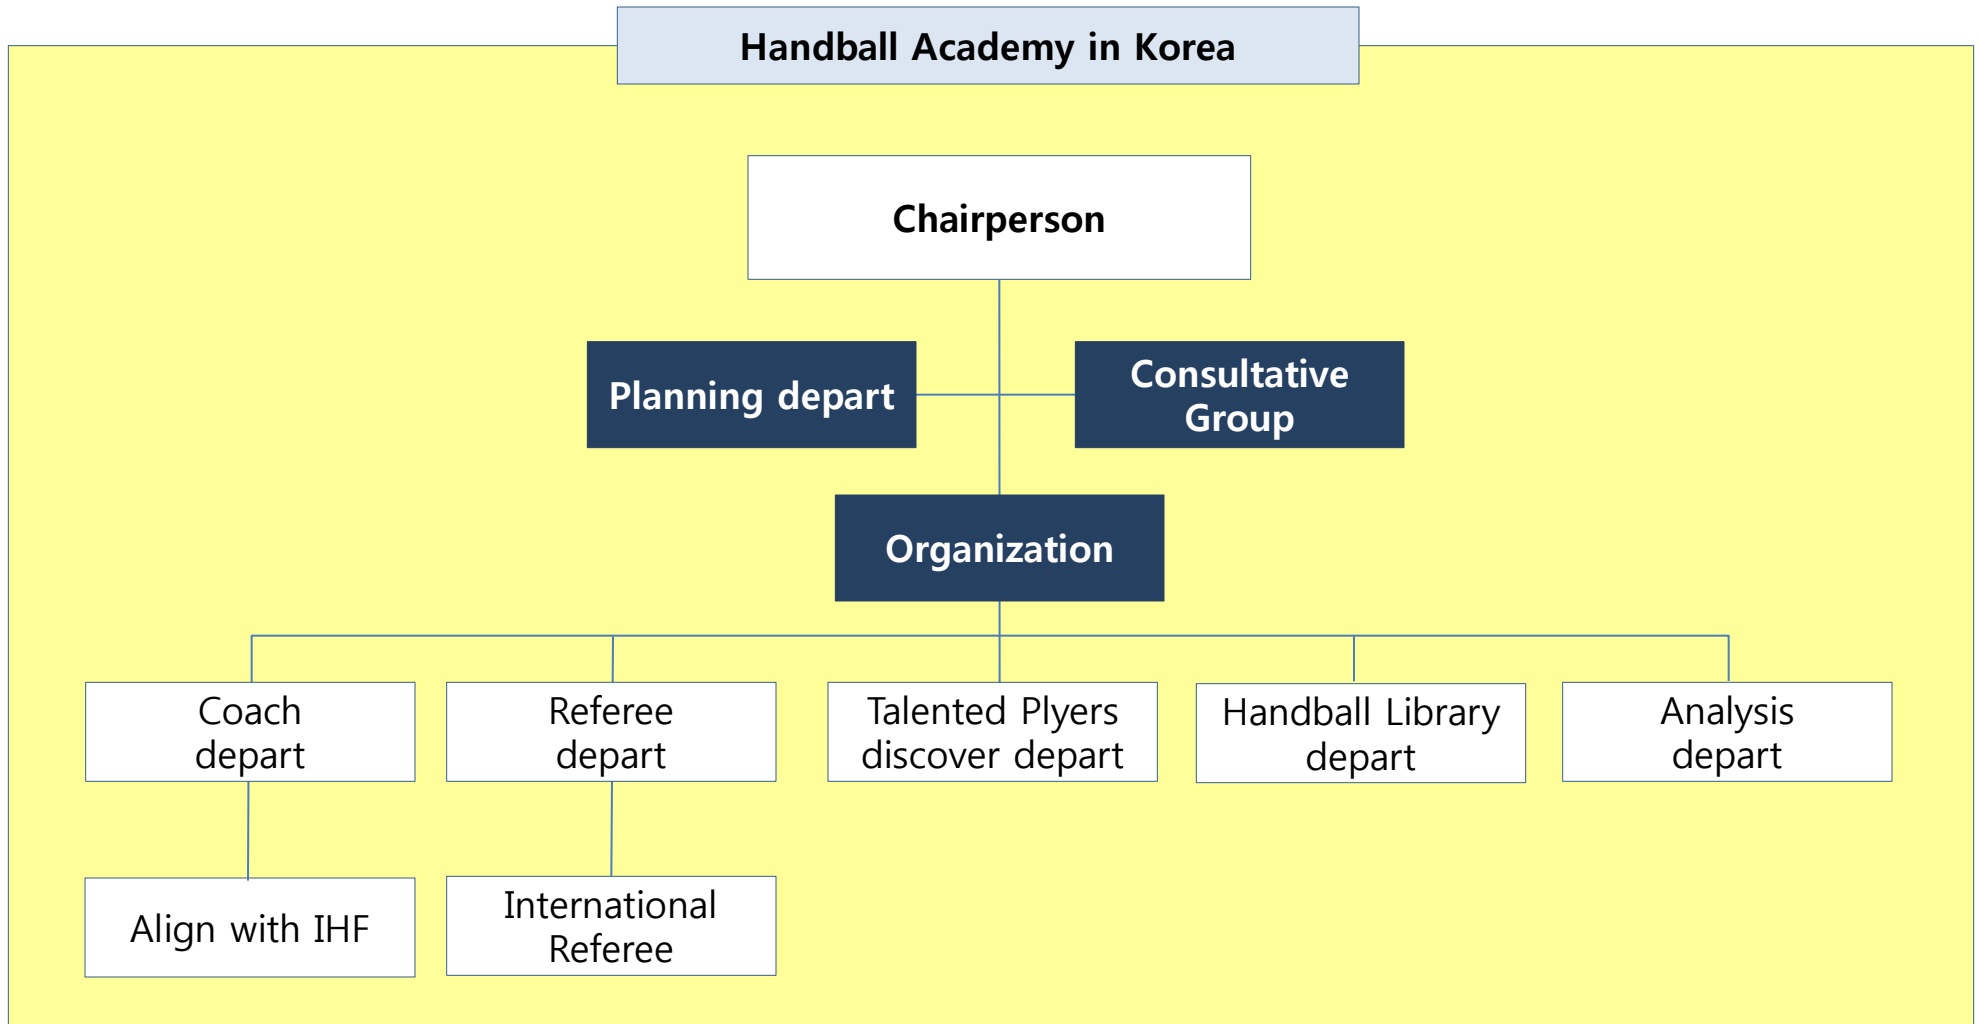 Handball Academy in Korea
Chairperson
Planning depart
Consultative
Group
Organization
Coach
depart
Referee
depart
Talented Plyers
discover depart
Handball Library
depart
Analysis
depart
Align with IHF
International
Referee